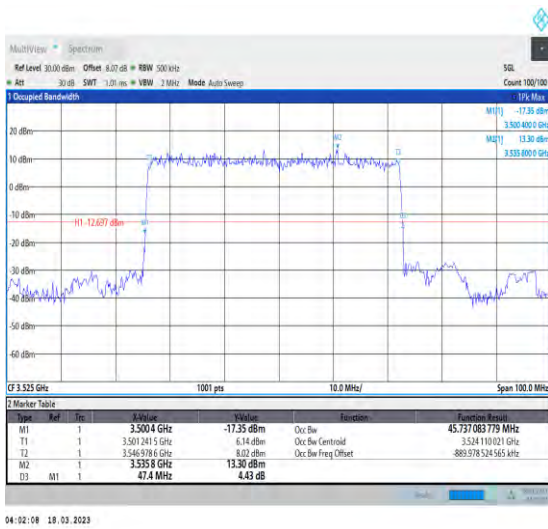 MultiView Spectrum
Ref Level 30.00 dBm Offset 8.07 dB RBW 500 kHz SGL
Att 30 dB SWT 1.01 ms VBW 2 MHz Mode Auto Sweep Count 100/100
1 Occupied Bandwidth 1Pk Max
M1[1] -17.35 dBm
3.500 400 0 GHz
M2[1] 13.30 dBm
3.535 800 0 GHz
20 dBm
M2
T1
10 dBm
0 dBm
-10 dBm
H1 -12.697 dBm
-20 dBm
-30 dBm
-40 dBm
-50 dBm
-60 dBm
CF 3.525 GHz 1001 pts 10.0 MHz/ Span 100.0 MHz
2 Marker Table
Type Ref Trc X-Value Y-Value Function Function Result
M1 1 3.5004 GHz -17.35 dBm Occ Bw 45.737 083 779 MHz
T1 1 3.501 241 5 GHz 6.14 dBm Occ Bw Centroid 3.524 110 021 GHz
T2 1 3.546 978 6 GHz 8.02 dBm Occ Bw Freq Offset -889.978 524 565 kHz
M2 1 3.535 8 GHz 13.30 dBm
D3 M1 1 47.4 MHz 4.43 dB
04:02:08 18.03.2023